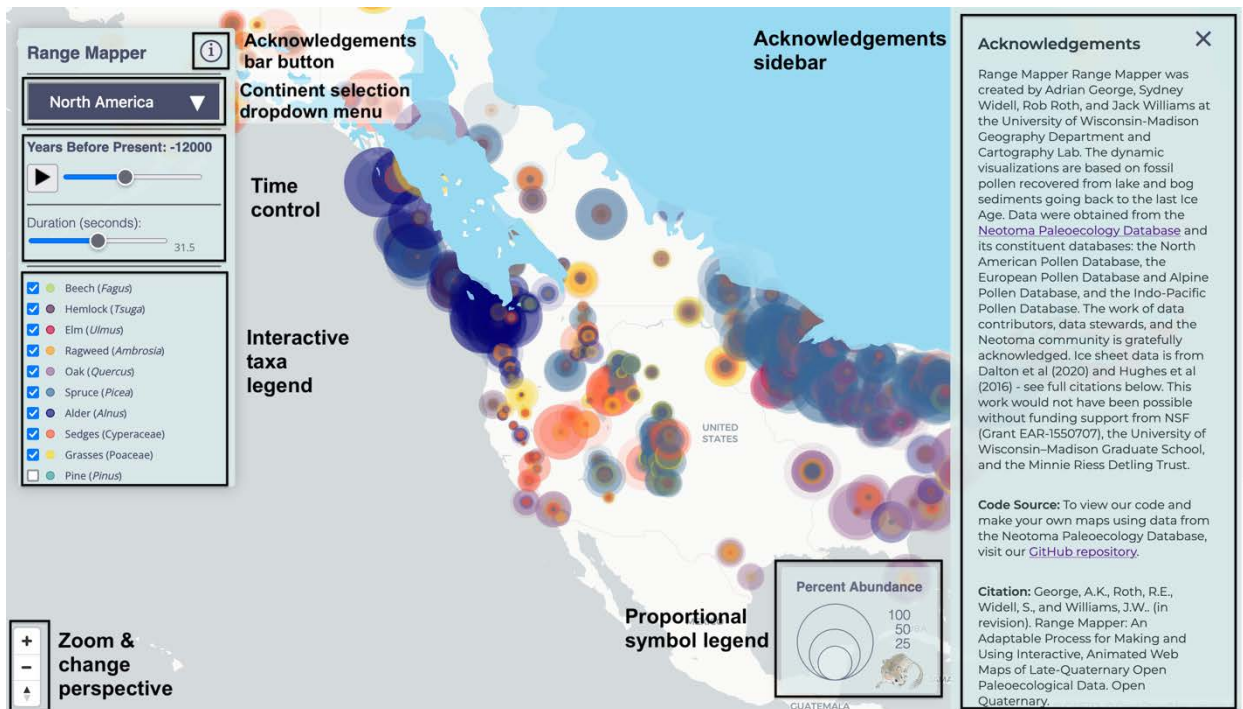 Range Mapper
i
Acknowledgements
bar button
North America
Continent selection
dropdown menu
Years Before Present: -12000
Time
control
Duration (seconds):
31.5
Beech (Fagus)
Hemlock (Tsuga)
Elm (Ulmus)
Ragweed (Ambrosia)
Oak (Quercus)
Spruce (Picea)
Alder (Alnus)
Sedges (Cyperaceae)
Grasses (Poaceae)
Pine (Pinus)
Interactive
taxa
legend
Zoom &
change
perspective
UNITED
STATES
Proportional
symbol legend
Percent Abundance
100
50
25
GUATEMALA
Acknowledgements
sidebar
Acknowledgements
Range Mapper Range Mapper was
created by Adrian George, Sydney
Widell, Rob Roth, and Jack Williams at
the University of Wisconsin-Madison
Geography Department and
Cartography Lab. The dynamic
visualizations are based on fossil
pollen recovered from lake and bog
sediments going back to the last Ice
Age. Data were obtained from the
Neotoma Paleoecology Database and
its constituent databases: the North
American Pollen Database, the
European Pollen Database and Alpine
Pollen Database, and the Indo-Pacific
Pollen Database. The work of data
contributors, data stewards, and the
Neotoma community is gratefully
acknowledged. Ice sheet data is from
Dalton et al (2020) and Hughes et al
(2016) - see full citations below. This
work would not have been possible
without funding support from NSF
(Grant EAR-1550707), the University of
Wisconsin–Madison Graduate School,
and the Minnie Riess Detling Trust.
Code Source: To view our code and
make your own maps using data from
the Neotoma Paleoecology Database,
visit our GitHub repository.
Citation: George, A.K., Roth, R.E.,
Widell, S., and Williams, J.W.. (in
revision). Range Mapper: An
Adaptable Process for Making and
Using Interactive, Animated Web
Maps of Late-Quaternary Open
Paleoecological Data. Open
Quaternary.